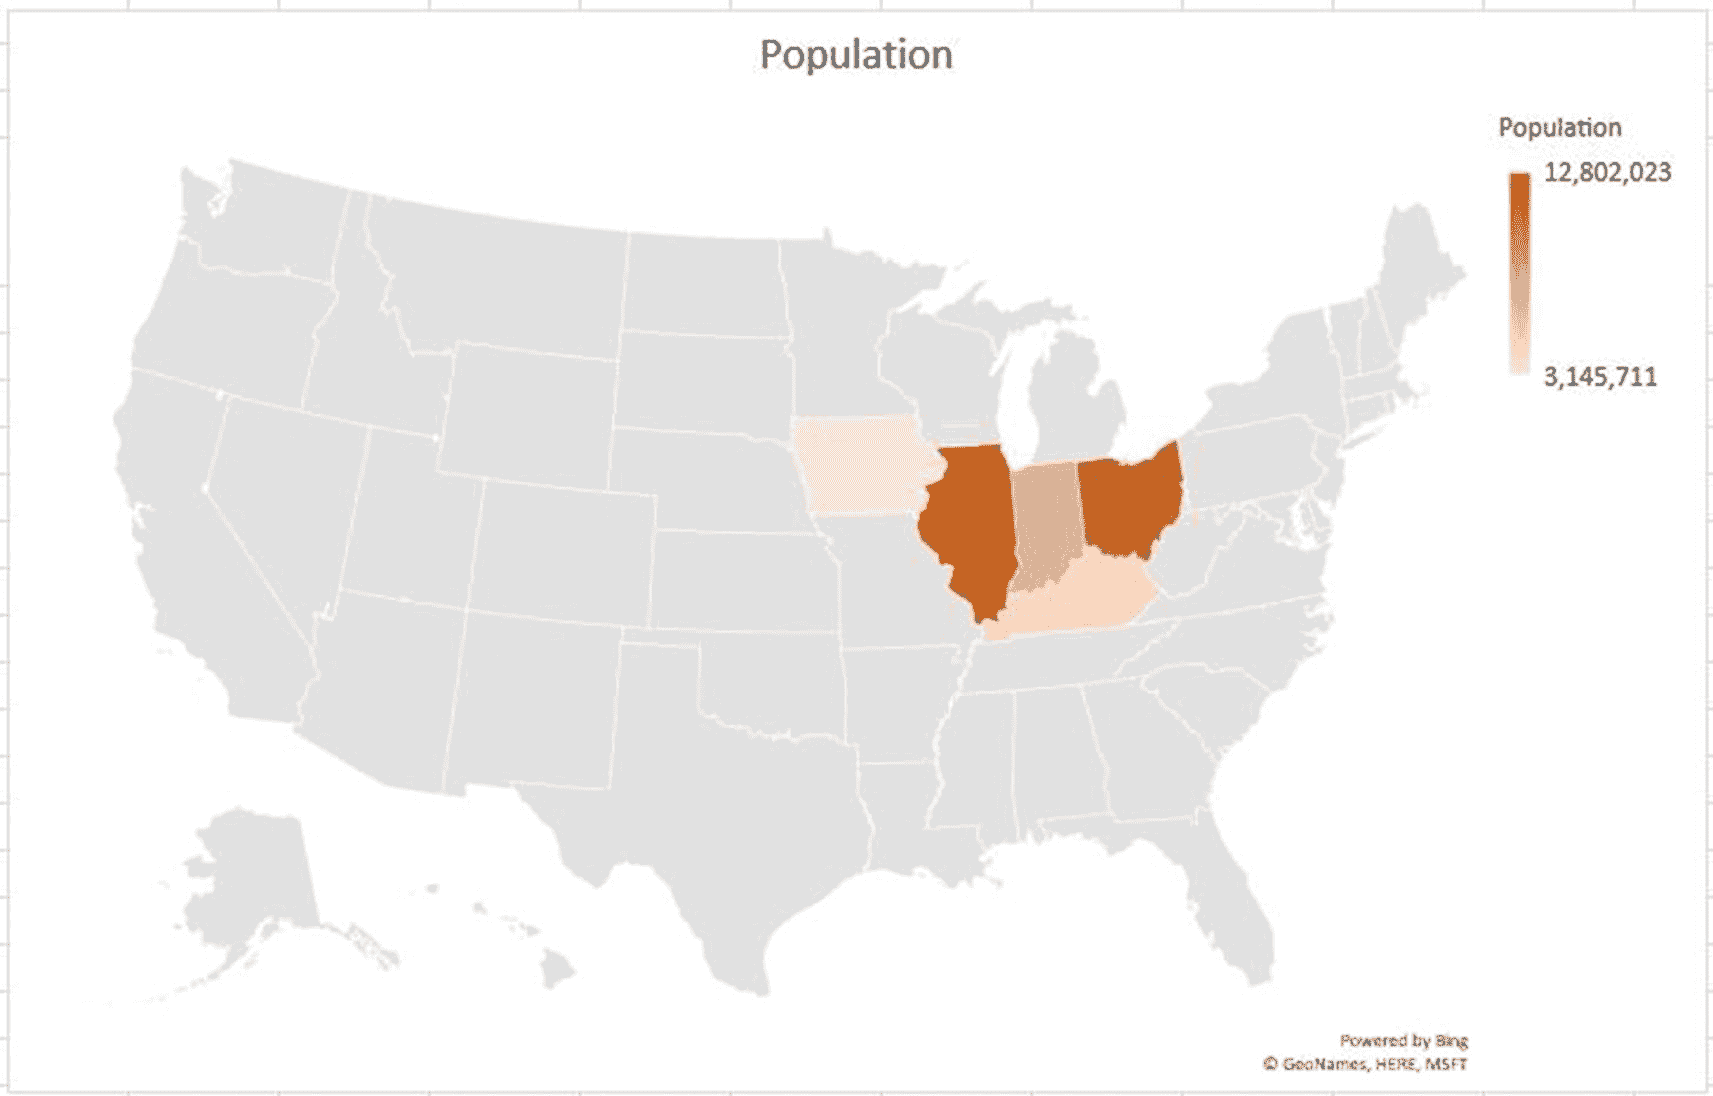 Population
Population
12,802,023
3,145,711
Powered by Bing
© GeoNames, HERE, MSFT